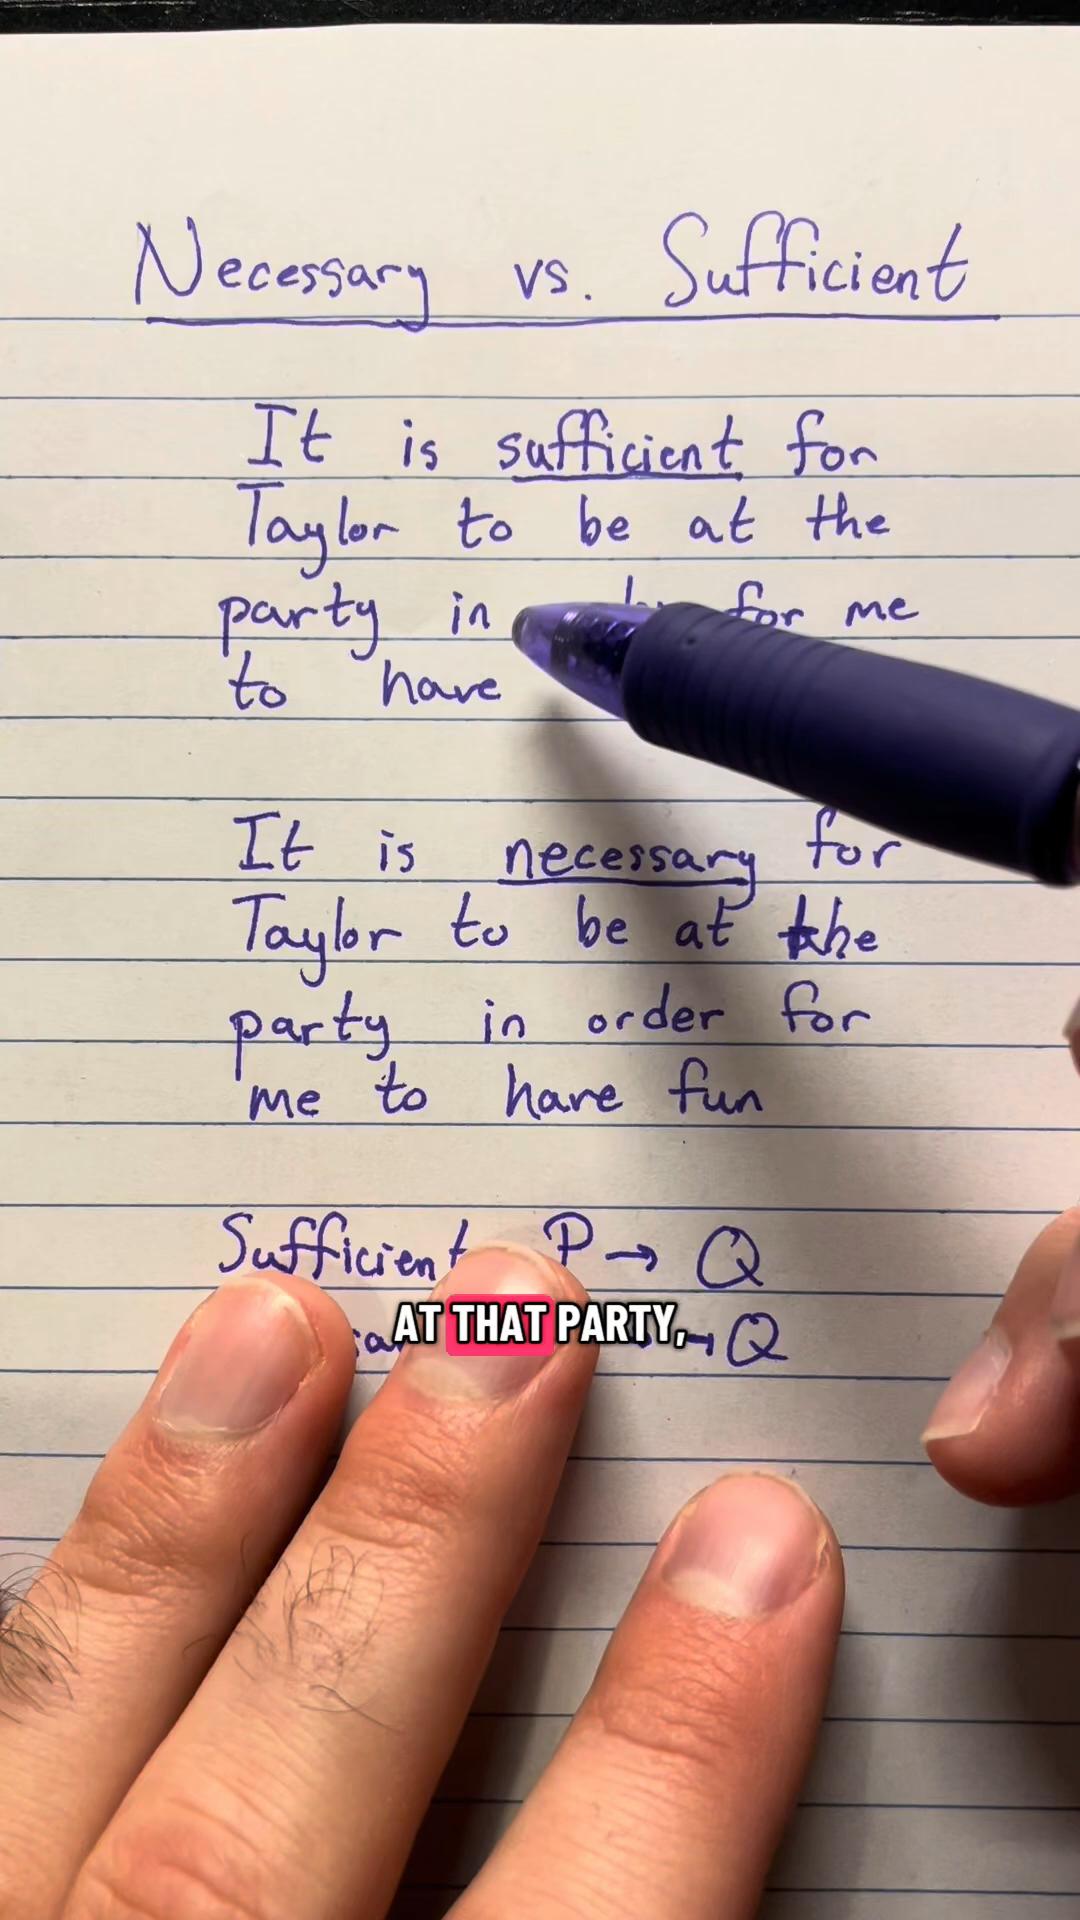 Necessary vs. Sufficient
It is sufficient for
Taylor to be at the
party in for me
to have
It is necessary for
Taylor to be at the
party in order for
me to have fun
Sufficient P → Q
AT THAT PARTY,
→ Q